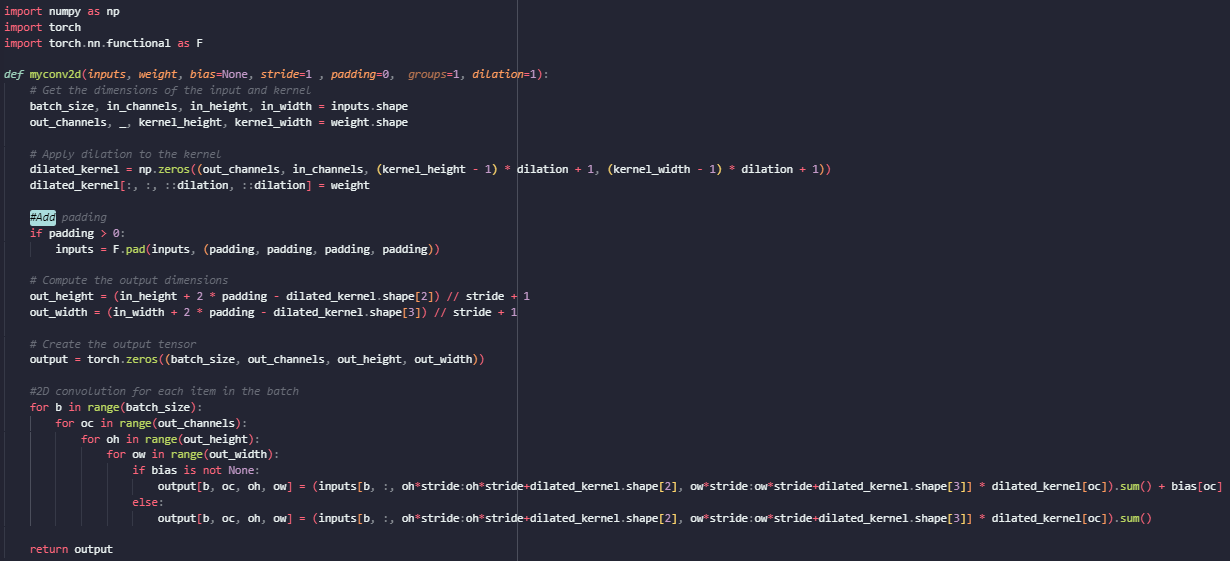 import numpy as np
import torch
import torch.nn.functional as F

def myconv2d(inputs, weight, bias=None, stride=1 , padding=0,  groups=1, dilation=1):
    # Get the dimensions of the input and kernel
    batch_size, in_channels, in_height, in_width = inputs.shape
    out_channels, _, kernel_height, kernel_width = weight.shape

    # Apply dilation to the kernel
    dilated_kernel = np.zeros((out_channels, in_channels, (kernel_height - 1) * dilation + 1, (kernel_width - 1) * dilation + 1))
    dilated_kernel[:, :, ::dilation, ::dilation] = weight

    #Add padding
    if padding > 0:
        inputs = F.pad(inputs, (padding, padding, padding, padding))

    # Compute the output dimensions
    out_height = (in_height + 2 * padding - dilated_kernel.shape[2]) // stride + 1
    out_width = (in_width + 2 * padding - dilated_kernel.shape[3]) // stride + 1

    # Create the output tensor
    output = torch.zeros((batch_size, out_channels, out_height, out_width))

    #2D convolution for each item in the batch
    for b in range(batch_size):
        for oc in range(out_channels):
            for oh in range(out_height):
                for ow in range(out_width):
                    if bias is not None:
                        output[b, oc, oh, ow] = (inputs[b, :, oh*stride:oh*stride+dilated_kernel.shape[2], ow*stride:ow*stride+dilated_kernel.shape[3]] * dilated_kernel[oc]).sum() + bias[oc]
                    else:
                        output[b, oc, oh, ow] = (inputs[b, :, oh*stride:oh*stride+dilated_kernel.shape[2], ow*stride:ow*stride+dilated_kernel.shape[3]] * dilated_kernel[oc]).sum()

    return output